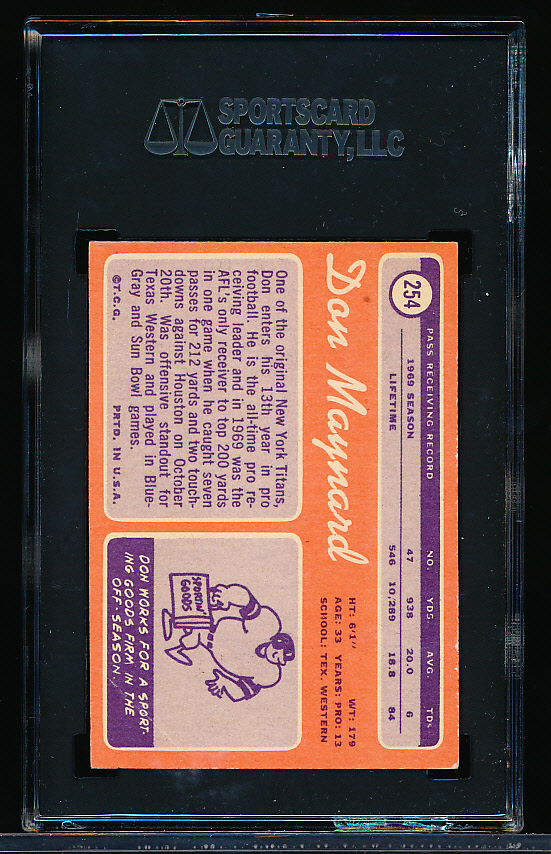 SPORTSCARD
GUARANTY, LLC
254
PASS RECEIVING RECORD NO. YDS. AVG. TDs
1969 SEASON 47 938 20.0 6
LIFETIME 546 10,289 18.8 84
Don Maynard
HT: 6'1" WT: 179
AGE: 33 YEARS: PRO: 13
SCHOOL: TEX. WESTERN
One of the original New York Titans,
Don enters his 13th year in pro
football. He is the all-time pro re-
ceiving leader and in 1969 was the
AFL's only receiver to top 200 yards
in one game when he caught seven
passes for 212 yards and two touch-
downs against Houston on October
20th. Was offensive standout for
Texas Western and played in Blue-
Gray and Sun Bowl games.
©T.C.G. PRTD. IN U.S.A.
SPORTIN'
GOODS
DON WORKS FOR A SPORT-
ING GOODS FIRM IN THE
OFF-SEASON.